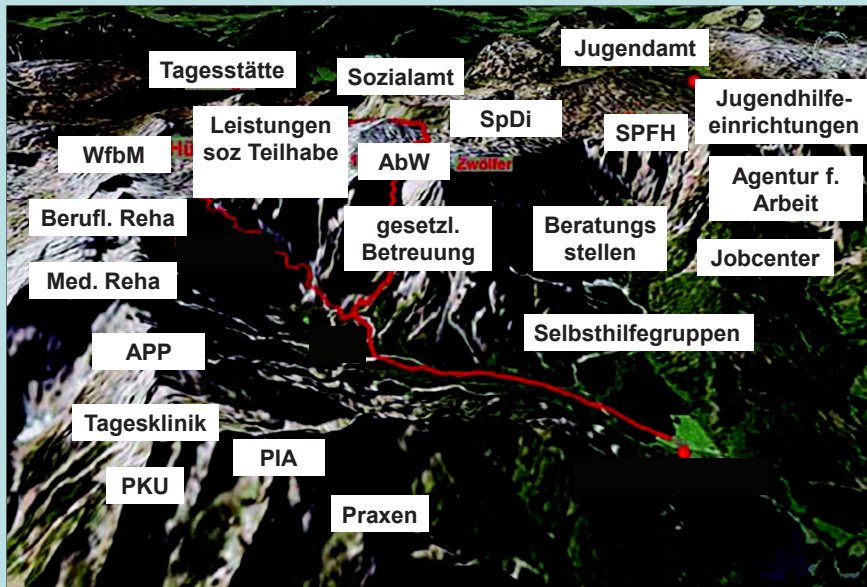 Jugendamt
Tagesstätte
Sozialamt
Jugendhilfe-
einrichtungen
Leistungen
soz Teilhabe
SpDi
SPFH
WfbM
Hü
AbW
Zwölfer
Agentur f.
Arbeit
Berufl. Reha
gesetzl.
Betreuung
Beratungs
stellen
Jobcenter
Med. Reha
Selbsthilfegruppen
APP
Tagesklinik
PIA
PKU
Praxen